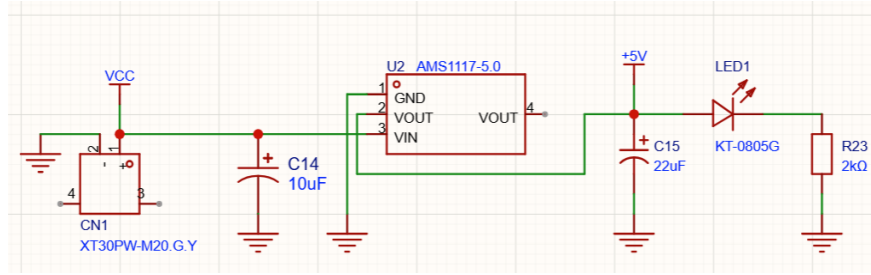 VCC
2
1
-
+
4
3
CN1
XT30PW-M20.G.Y
+
C14
10uF
U2 AMS1117-5.0
1
GND
2
VOUT
VOUT
4
3
VIN
+5V
+
C15
22uF
LED1
KT-0805G
R23
2kΩ